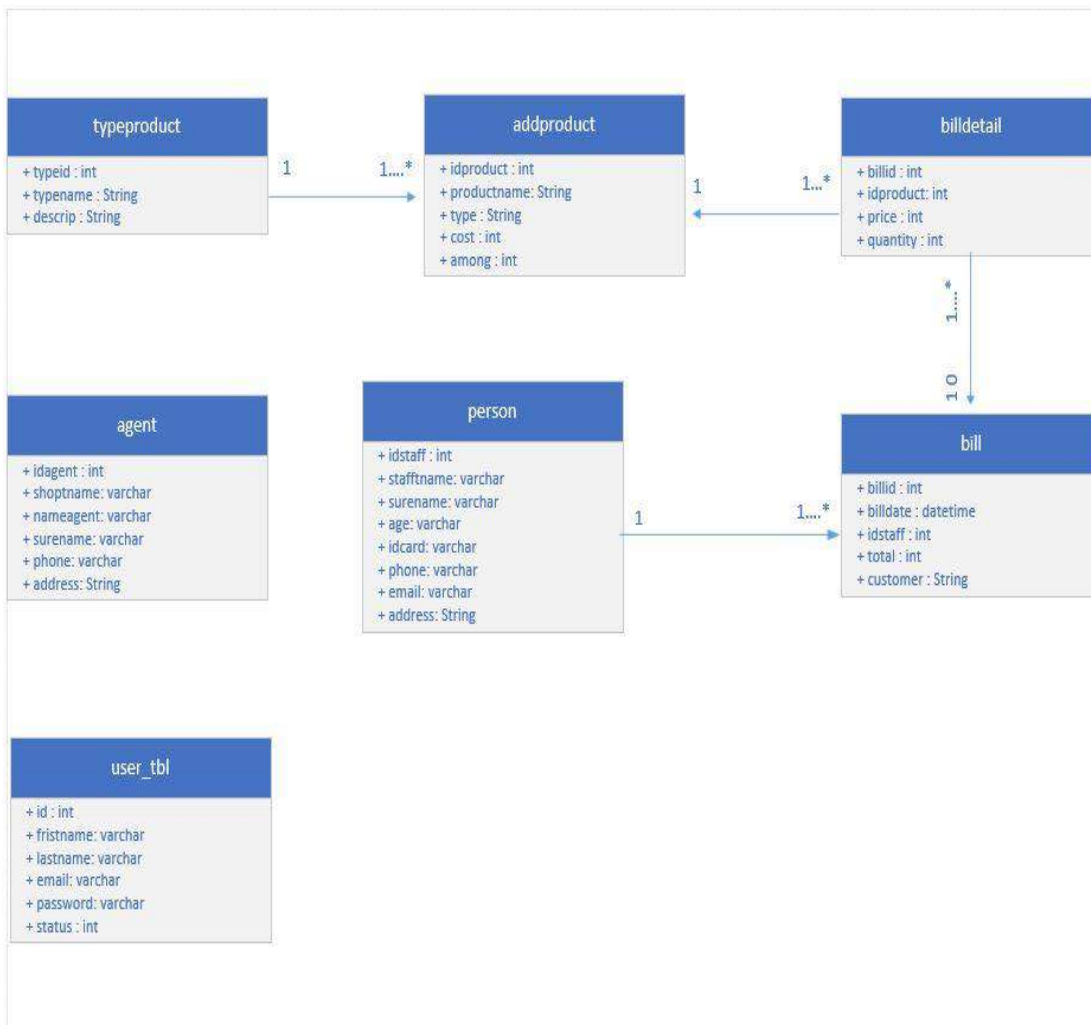 typeproduct
+ typeid : int
+ typename : String
+ descrip : String
1
1....*
addproduct
+ idproduct : int
+ productname: String
+ type : String
+ cost : int
+ among : int
1
1...*
billdetail
+ billid : int
+ idproduct: int
+ price : int
+ quantity : int
1....*
1 0
agent
+ idagent : int
+ shoptname: varchar
+ nameagent: varchar
+ surename: varchar
+ phone: varchar
+ address: String
person
+ idstaff : int
+ stafftname: varchar
+ surename: varchar
+ age: varchar
+ idcard: varchar
+ phone: varchar
+ email: varchar
+ address: String
1
1....*
bill
+ billid : int
+ billdate : datetime
+ idstaff : int
+ total : int
+ customer : String
user_tbl
+ id : int
+ fristname: varchar
+ lastname: varchar
+ email: varchar
+ password: varchar
+ status : int